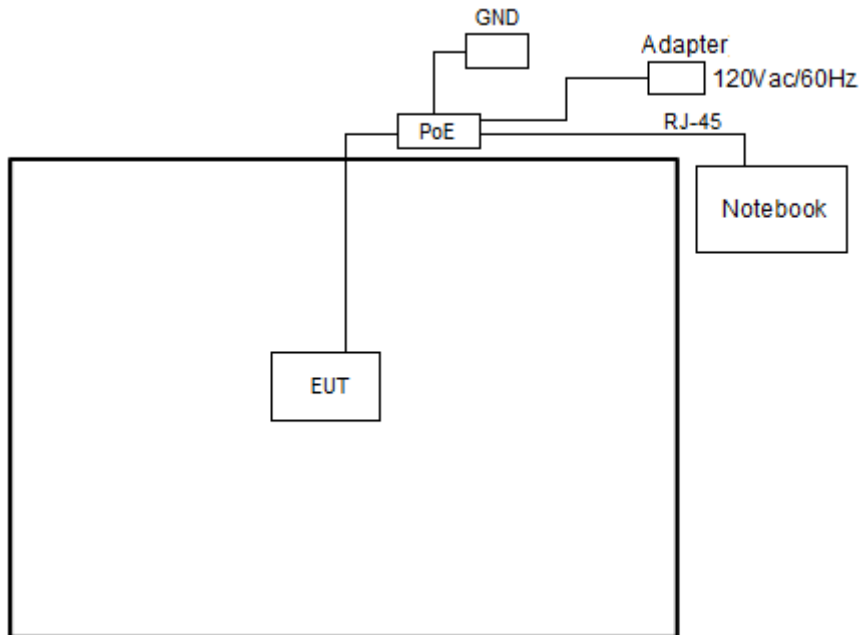 GND
Adapter
120Vac/60Hz
PoE
RJ-45
Notebook
EUT